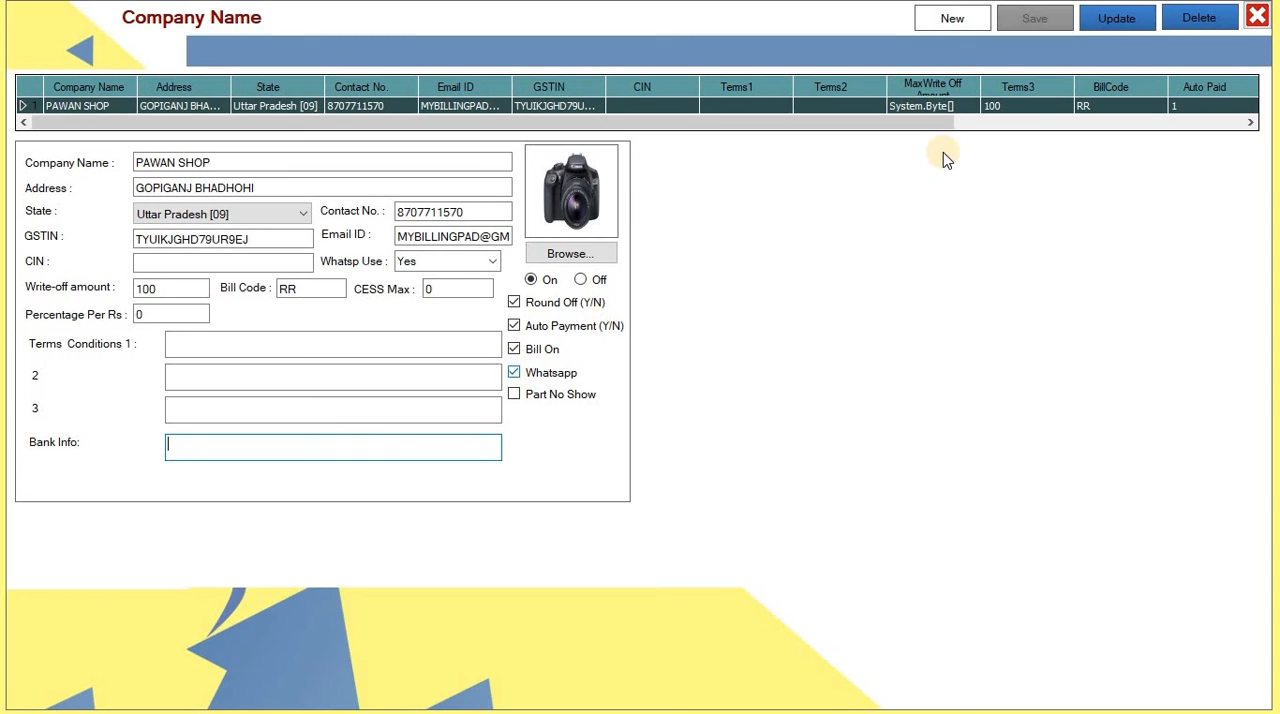 Company Name
New Save Update Delete
Company Name Address State Contact No. Email ID GSTIN CIN Terms1 Terms2 MaxWrite Off Amount Terms3 BillCode Auto Paid
1 PAWAN SHOP GOPIGANJ BHA... Uttar Pradesh [09] 8707711570 MYBILLINGPAD... TYUIKJGHD79U... System.Byte[] 100 RR 1
Company Name : PAWAN SHOP
Address : GOPIGANJ BHADHOHI
State : Uttar Pradesh [09] Contact No. : 8707711570
GSTIN : TYUIKJGHD79UR9EJ Email ID : MYBILLINGPAD@GM
Browse...
CIN : Whatsp Use : Yes
On Off
Write-off amount : 100 Bill Code : RR CESS Max : 0
Round Off (Y/N)
Percentage Per Rs : 0
Auto Payment (Y/N)
Terms Conditions 1 :
Bill On
2
Whatsapp
Part No Show
3
Bank Info: